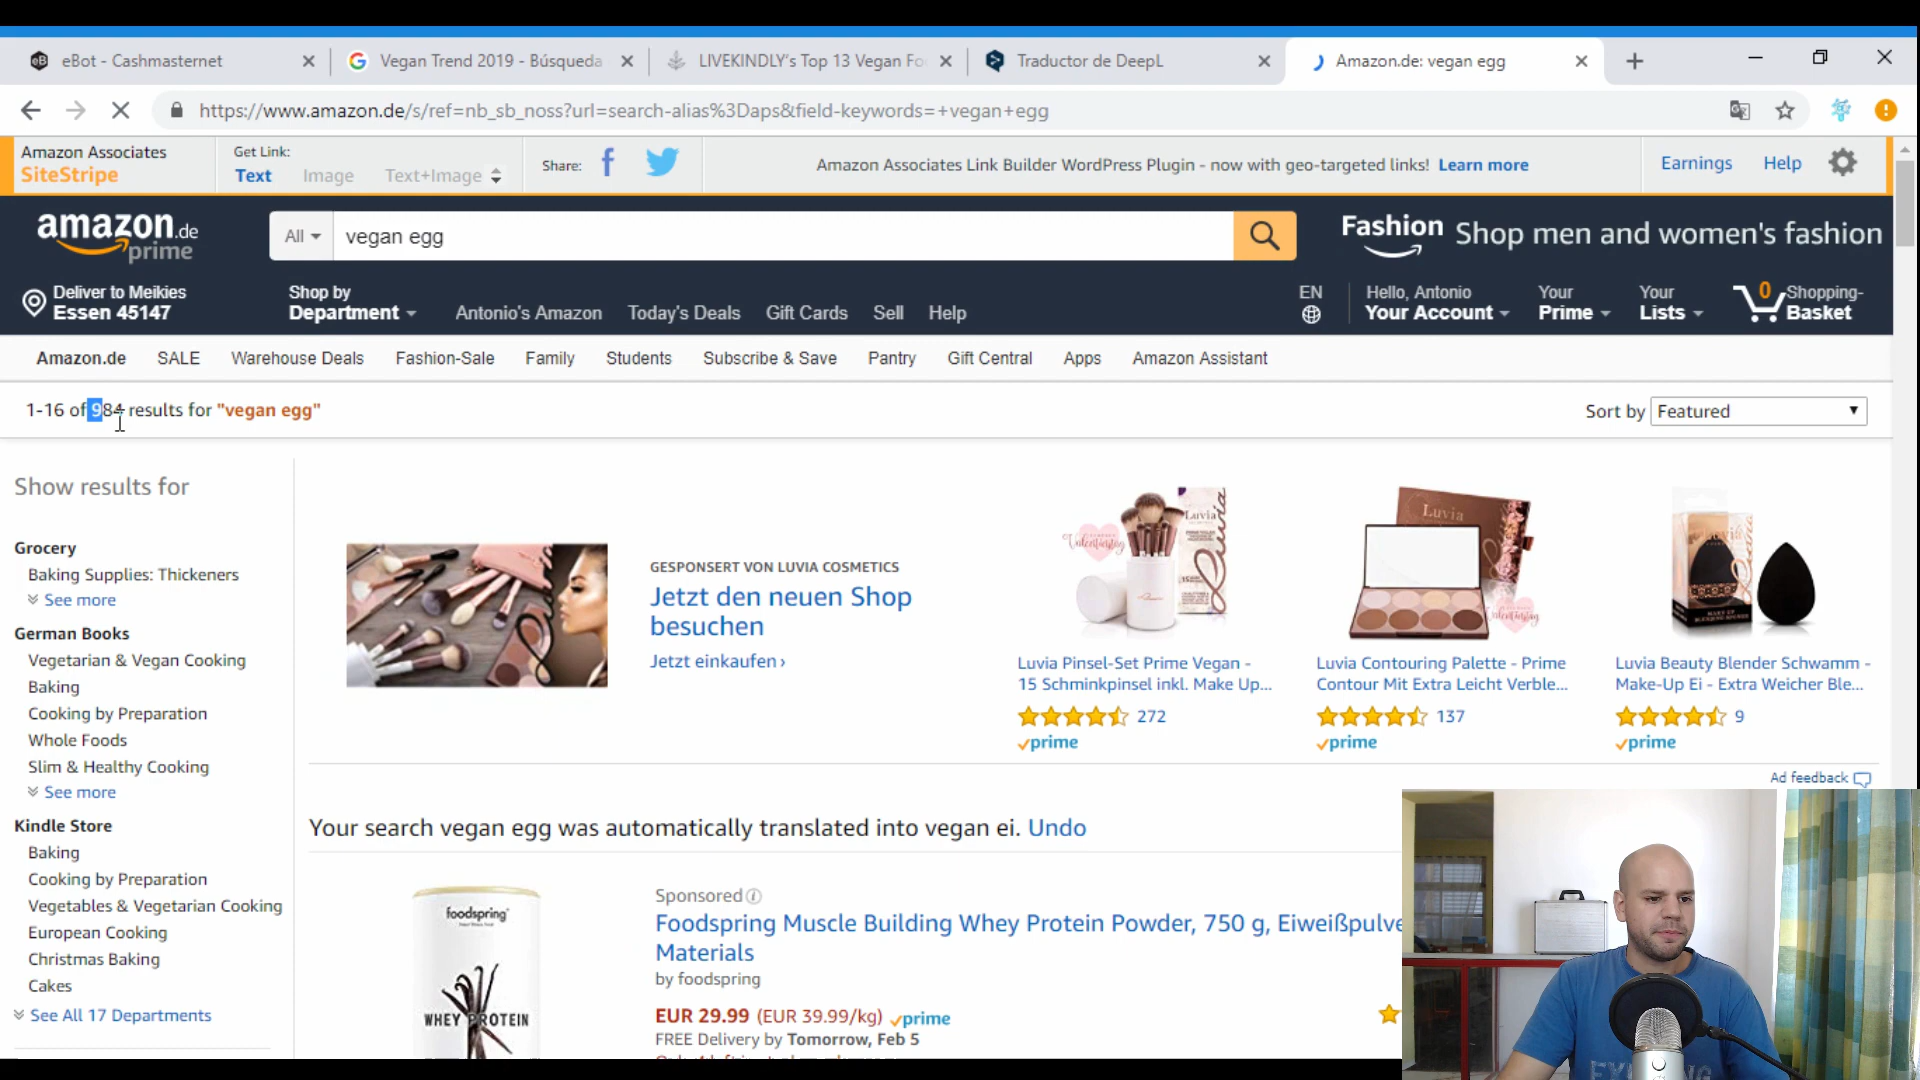 eBot - Cashmasternet
Vegan Trend 2019 - Búsqueda
LIVEKINDLY's Top 13 Vegan Fo
Traductor de DeepL
Amazon.de: vegan egg
https://www.amazon.de/s/ref=nb_sb_noss?url=search-alias%3Daps&field-keywords=+vegan+egg
Amazon Associates
SiteStripe
Get Link:
Text Image Text+Image
Share:
Amazon Associates Link Builder WordPress Plugin - now with geo-targeted links! Learn more
Earnings Help
amazon.de
prime
All
vegan egg
Fashion Shop men and women's fashion
Deliver to Meikies
Essen 45147
Shop by
Department
Antonio's Amazon Today's Deals Gift Cards Sell Help
EN
Hello, Antonio
Your Account
Your
Prime
Your
Lists
0
Shopping-
Basket
Amazon.de SALE Warehouse Deals Fashion-Sale Family Students Subscribe & Save Pantry Gift Central Apps Amazon Assistant
1-16 of 984 results for "vegan egg"
Sort by Featured
Show results for
Grocery
Baking Supplies: Thickeners
See more
German Books
Vegetarian & Vegan Cooking
Baking
Cooking by Preparation
Whole Foods
Slim & Healthy Cooking
See more
Kindle Store
Baking
Cooking by Preparation
Vegetables & Vegetarian Cooking
European Cooking
Christmas Baking
Cakes
See All 17 Departments
GESPONSERT VON LUVIA COSMETICS
Jetzt den neuen Shop
besuchen
Jetzt einkaufen ›
Luvia
Luvia Pinsel-Set Prime Vegan -
15 Schminkpinsel inkl. Make Up...
272
prime
Luvia
Luvia Contouring Palette - Prime
Contour Mit Extra Leicht Verble...
137
prime
Luvia Beauty Blender Schwamm -
Make-Up Ei - Extra Weicher Ble...
9
prime
Ad feedback
Your search vegan egg was automatically translated into vegan ei. Undo
foodspring
WHEY PROTEIN
Sponsored
Foodspring Muscle Building Whey Protein Powder, 750 g, Eiweißpulve
Materials
by foodspring
EUR 29.99 (EUR 39.99/kg) prime
FREE Delivery by Tomorrow, Feb 5